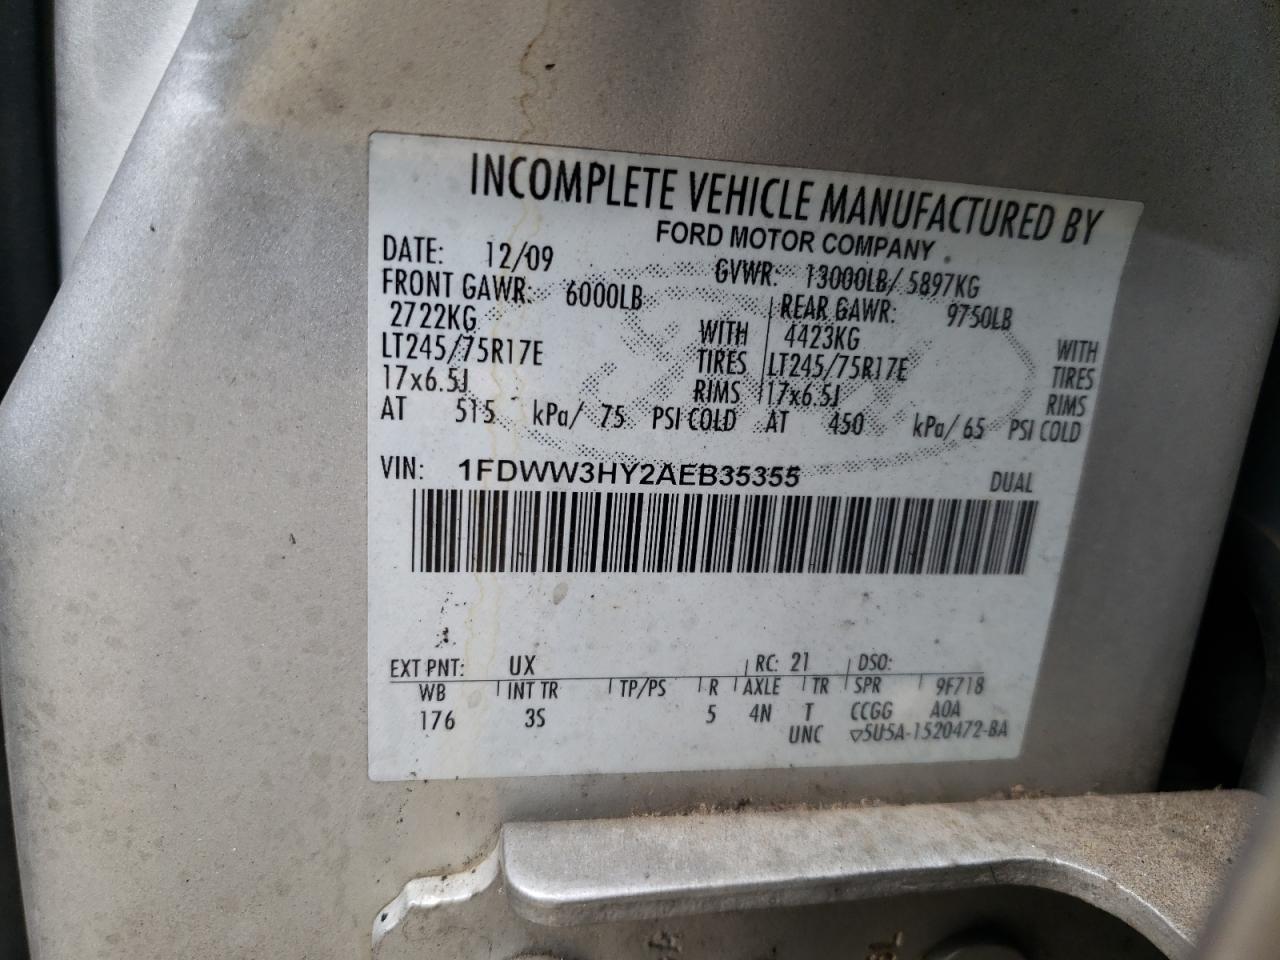 INCOMPLETE VEHICLE MANUFACTURED BY
FORD MOTOR COMPANY
DATE: 12/09 GVWR: 13000LB/ 5897KG
FRONT GAWR: 6000LB REAR GAWR: 9750LB
2722KG WITH 4423KG WITH
LT245/75R17E TIRES LT245/75R17E TIRES
17x6.5J RIMS 17x6.5J RIMS
AT 515 kPa/ 75 PSI COLD AT 450 kPa/ 65 PSI COLD
VIN: 1FDWW3HY2AEB35355 DUAL
EXT PNT: UX RC: 21 DSO:
WB INT TR TP/PS R AXLE TR SPR 9F718
176 3S 5 4N T CCGG A0A
UNC ▽5U5A-1520472-BA